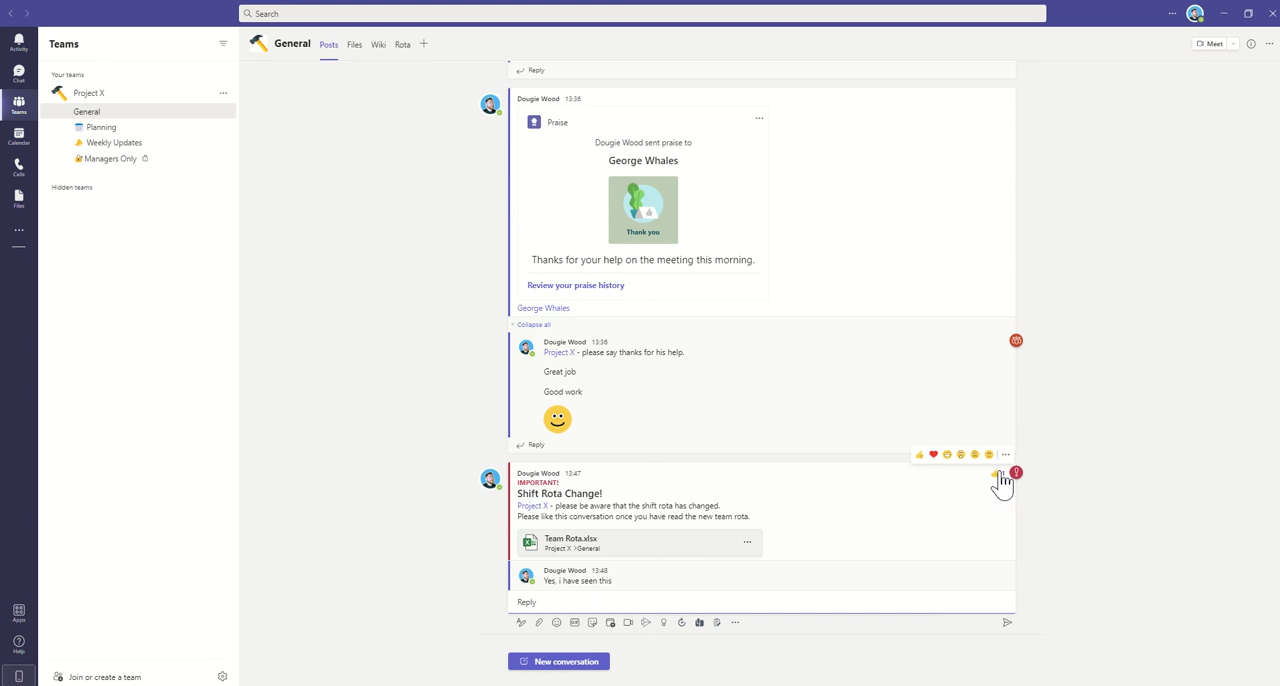 Search
Activity
Chat
Teams
Calendar
Calls
Files
Apps
Help
Teams
Your teams
Project X
General
Planning
Weekly Updates
Managers Only
Hidden teams
Join or create a team
General Posts Files Wiki Rota
Meet
Reply
Dougie Wood 13:36
Praise
Dougie Wood sent praise to
George Whales
Thank you
Thanks for your help on the meeting this morning.
Review your praise history
George Whales
Collapse all
Dougie Wood 13:36
Project X - please say thanks for his help.
Great job
Good work
Reply
Dougie Wood 13:47
IMPORTANT!
Shift Rota Change!
Project X - please be aware that the shift rota has changed.
Please like this conversation once you have read the new team rota.
Team Rota.xlsx
Project X >General
Dougie Wood 13:48
Yes, i have seen this
Reply
New conversation